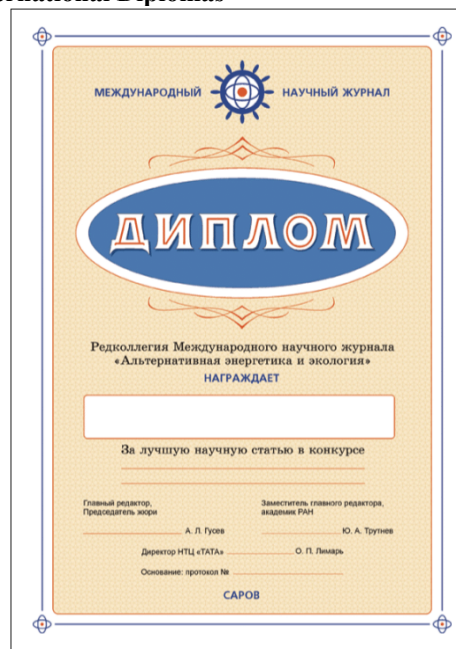 МЕЖДУНАРОДНЫЙ НАУЧНЫЙ ЖУРНАЛ
ДИПЛОМ
Редколлегия Международного научного журнала
«Альтернативная энергетика и экология»
НАГРАЖДАЕТ
За лучшую научную статью в конкурсе
Главный редактор,
Председатель жюри
Заместитель главного редактора,
академик РАН
А. Л. Гусев
Ю. А. Трутнев
Директор НТЦ «ТАТА» О. П. Лимарь
Основание: протокол №
САРОВ